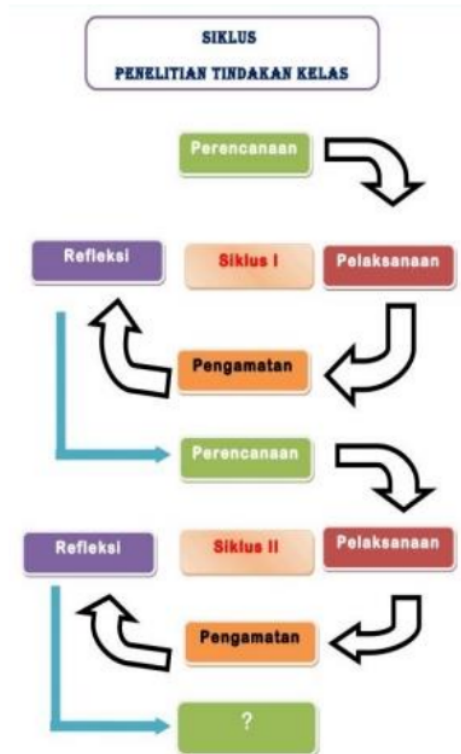 SIKLUS
PENELITIAN TINDAKAN KELAS
Perencanaan
Refleksi
Siklus I
Pelaksanaan
Pengamatan
Perencanaan
Refleksi
Siklus II
Pelaksanaan
Pengamatan
?